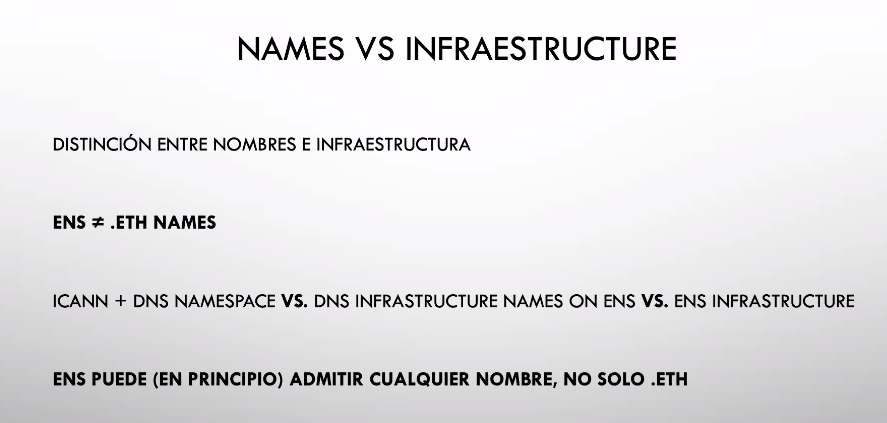 NAMES VS INFRAESTRUCTURE
DISTINCIÓN ENTRE NOMBRES E INFRAESTRUCTURA
ENS ≠ .ETH NAMES
ICANN + DNS NAMESPACE VS. DNS INFRASTRUCTURE NAMES ON ENS VS. ENS INFRASTRUCTURE
ENS PUEDE (EN PRINCIPIO) ADMITIR CUALQUIER NOMBRE, NO SOLO .ETH